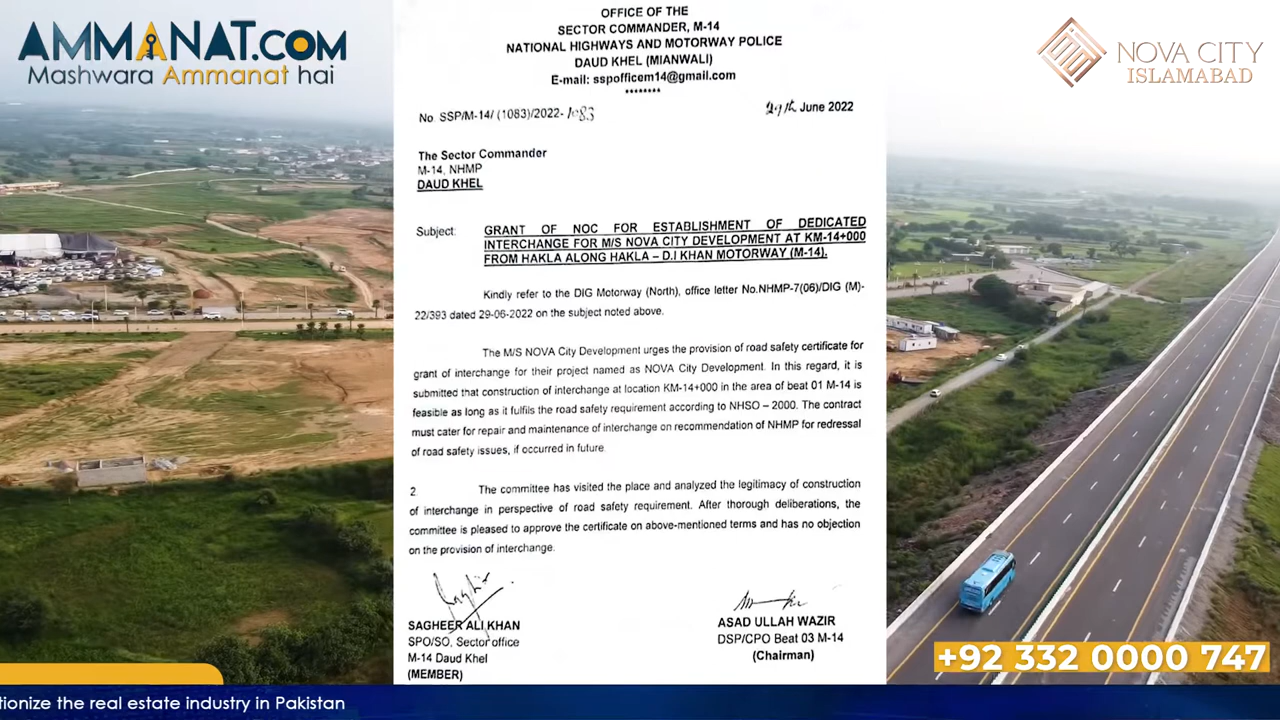 AMMANAT.COM
Mashwara Ammanat hai
OFFICE OF THE
SECTOR COMMANDER, M-14
NATIONAL HIGHWAYS AND MOTORWAY POLICE
DAUD KHEL (MIANWALI)
E-mail: sspofficem14@gmail.com
********
No. SSP/M-14/ (1083)/2022-1083
29th June 2022
The Sector Commander
M-14, NHMP
DAUD KHEL
Subject: GRANT OF NOC FOR ESTABLISHMENT OF DEDICATED
INTERCHANGE FOR M/S NOVA CITY DEVELOPMENT AT KM-14+000
FROM HAKLA ALONG HAKLA – D.I KHAN MOTORWAY (M-14).
Kindly refer to the DIG Motorway (North), office letter No.NHMP-7(06)/DIG (M)-
22/393 dated 29-06-2022 on the subject noted above.
The M/S NOVA City Development urges the provision of road safety certificate for
grant of interchange for their project named as NOVA City Development. In this regard, it is
submitted that construction of interchange at location KM-14+000 in the area of beat 01 M-14 is
feasible as long as it fulfils the road safety requirement according to NHSO – 2000. The contract
must cater for repair and maintenance of interchange on recommendation of NHMP for redressal
of road safety issues, if occurred in future.
2. The committee has visited the place and analyzed the legitimacy of construction
of interchange in perspective of road safety requirement. After thorough deliberations, the
committee is pleased to approve the certificate on above-mentioned terms and has no objection
on the provision of interchange.
SAGHEER ALI KHAN
SPO/SO, Sector office
M-14 Daud Khel
(MEMBER)
ASAD ULLAH WAZIR
DSP/CPO Beat 03 M-14
(Chairman)
NOVA CITY
ISLAMABAD
+92 332 0000 747
tionize the real estate industry in Pakistan